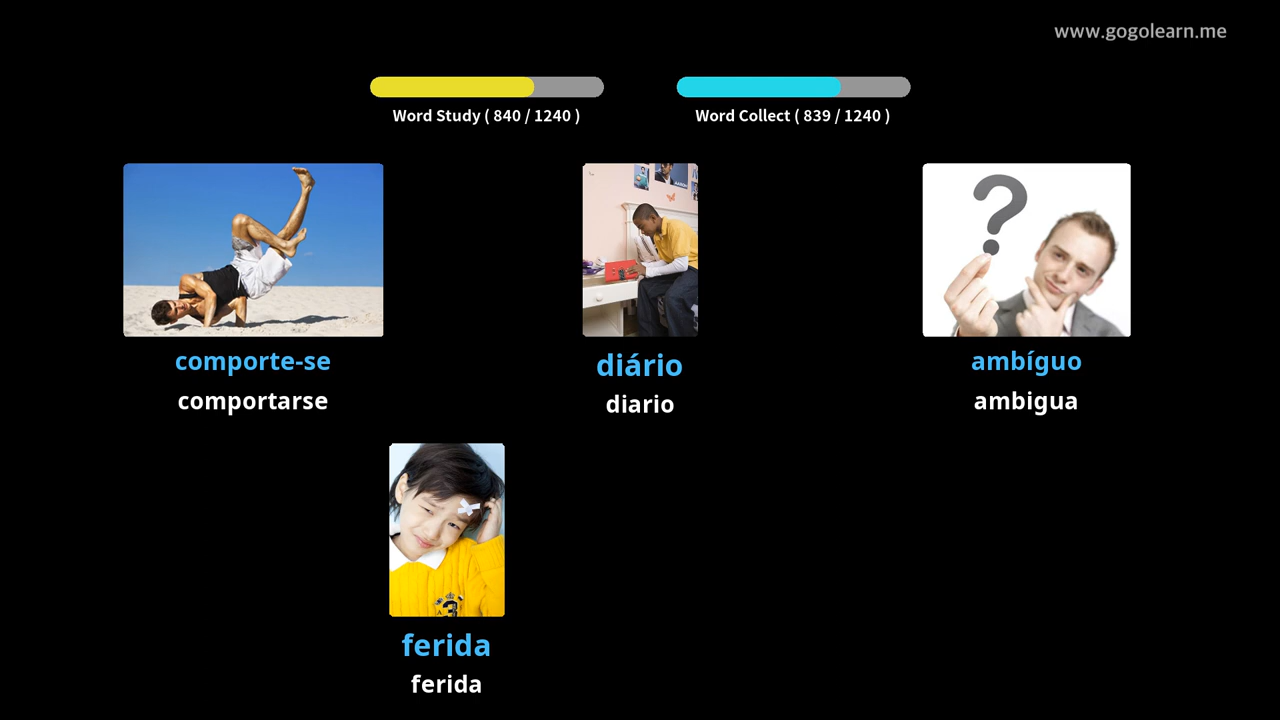 www.gogolearn.me
Word Study ( 840 / 1240 )
Word Collect ( 839 / 1240 )
comporte-se
comportarse
diário
diario
ambíguo
ambigua
ferida
ferida
3